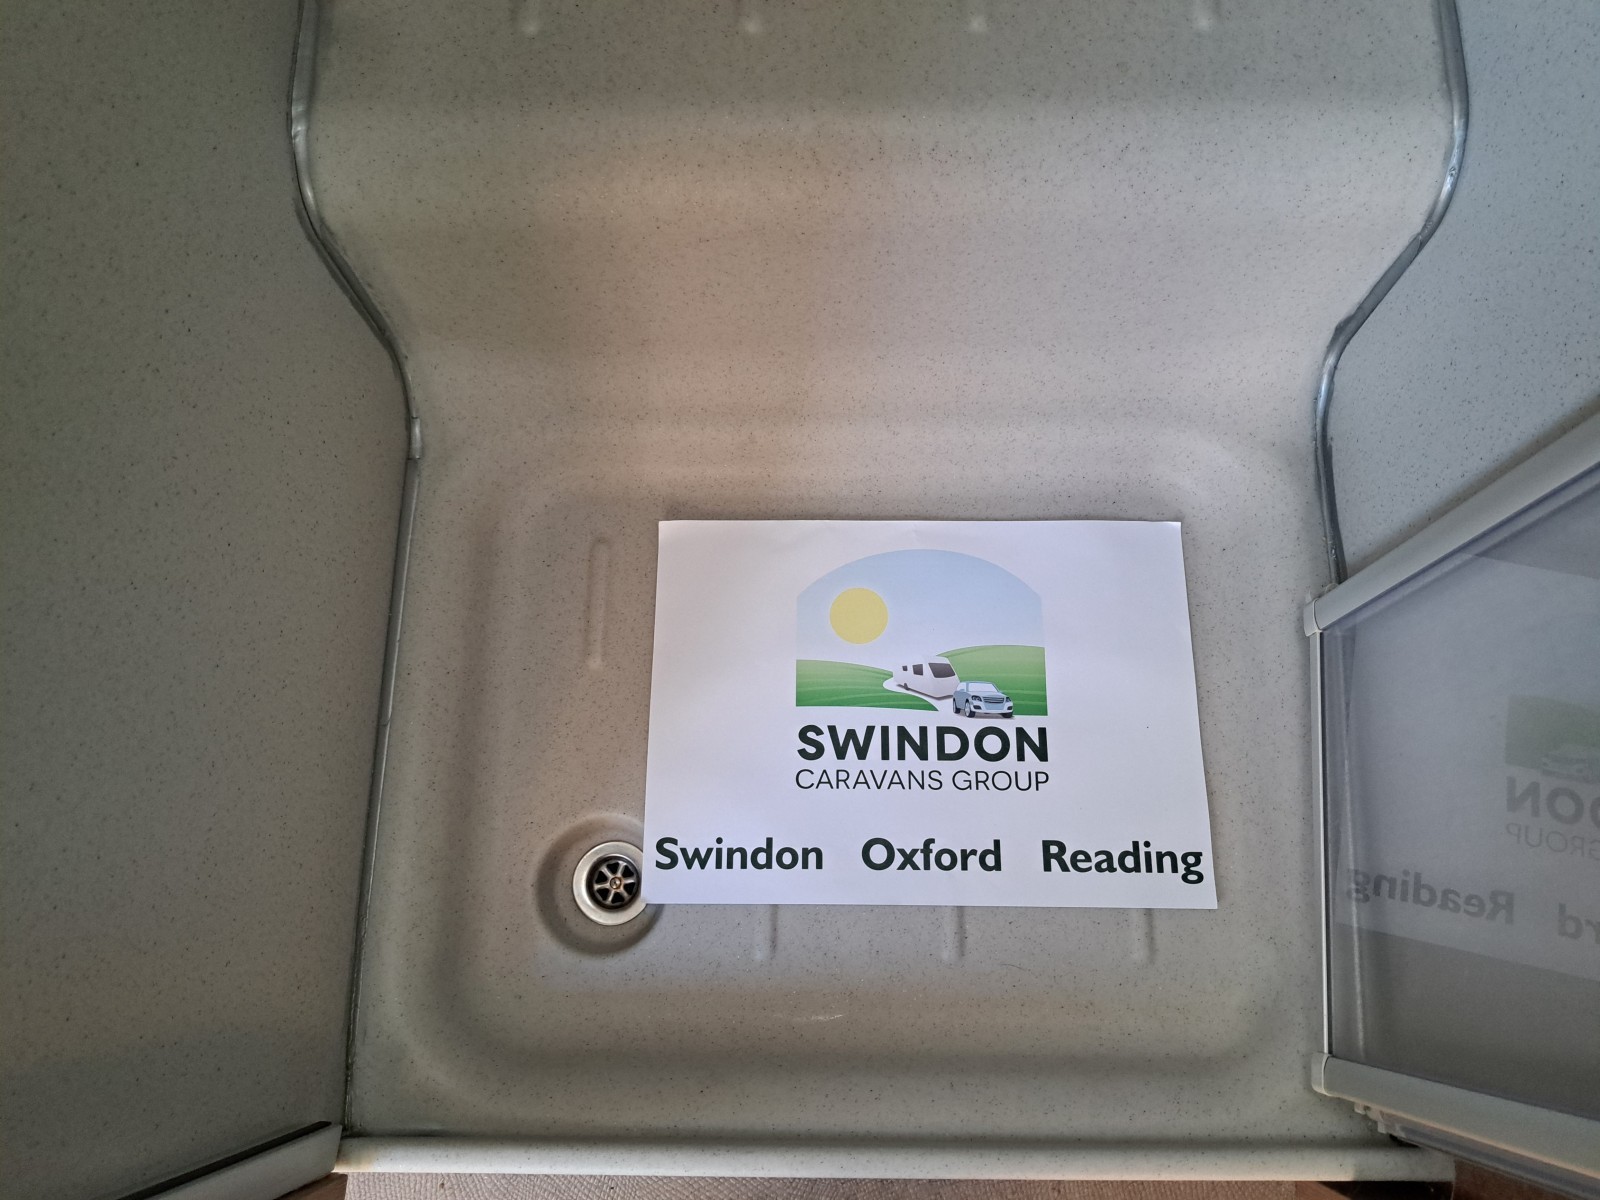 SWINDON
CARAVANS GROUP
Swindon Oxford Reading